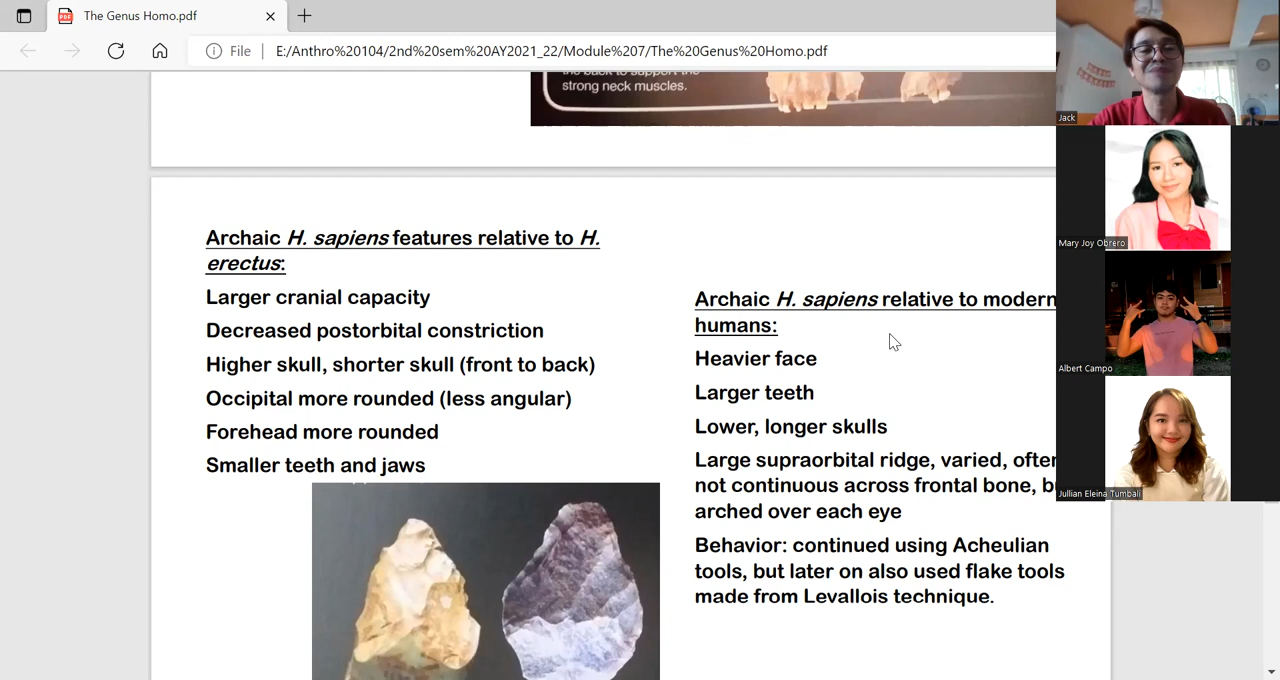 The Genus Homo.pdf
File
E:/Anthro%20104/2nd%20sem%20AY2021_22/Module%207/The%20Genus%20Homo.pdf
strong neck muscles.
Archaic H. sapiens features relative to H.
erectus:
Larger cranial capacity
Decreased postorbital constriction
Higher skull, shorter skull (front to back)
Occipital more rounded (less angular)
Forehead more rounded
Smaller teeth and jaws
Archaic H. sapiens relative to modern
humans:
Heavier face
Larger teeth
Lower, longer skulls
Large supraorbital ridge, varied, often
not continuous across frontal bone,
arched over each eye
Behavior: continued using Acheulian
tools, but later on also used flake tools
made from Levallois technique.
Jack
Mary Joy Obrero
Albert Campo
Jullian Eleina Tumbali